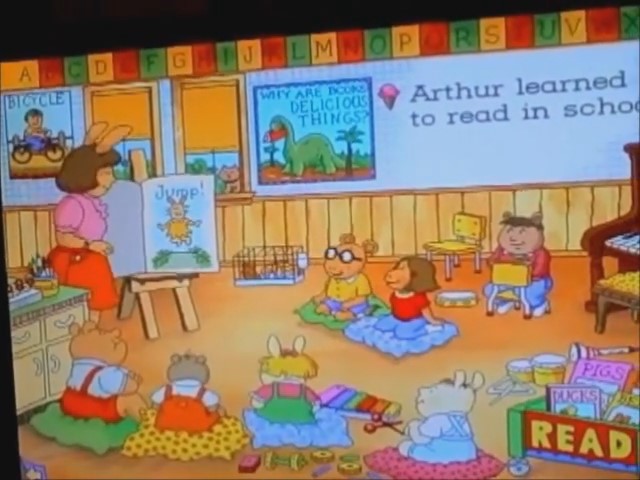 A B C D E F G H I J K L M N O P Q R S T U V W X
BICYCLE
WHY ARE BOOKS
DELICIOUS
THINGS?
Arthur learned
to read in schoo
Jump!
PIGS
DUCKS
READ